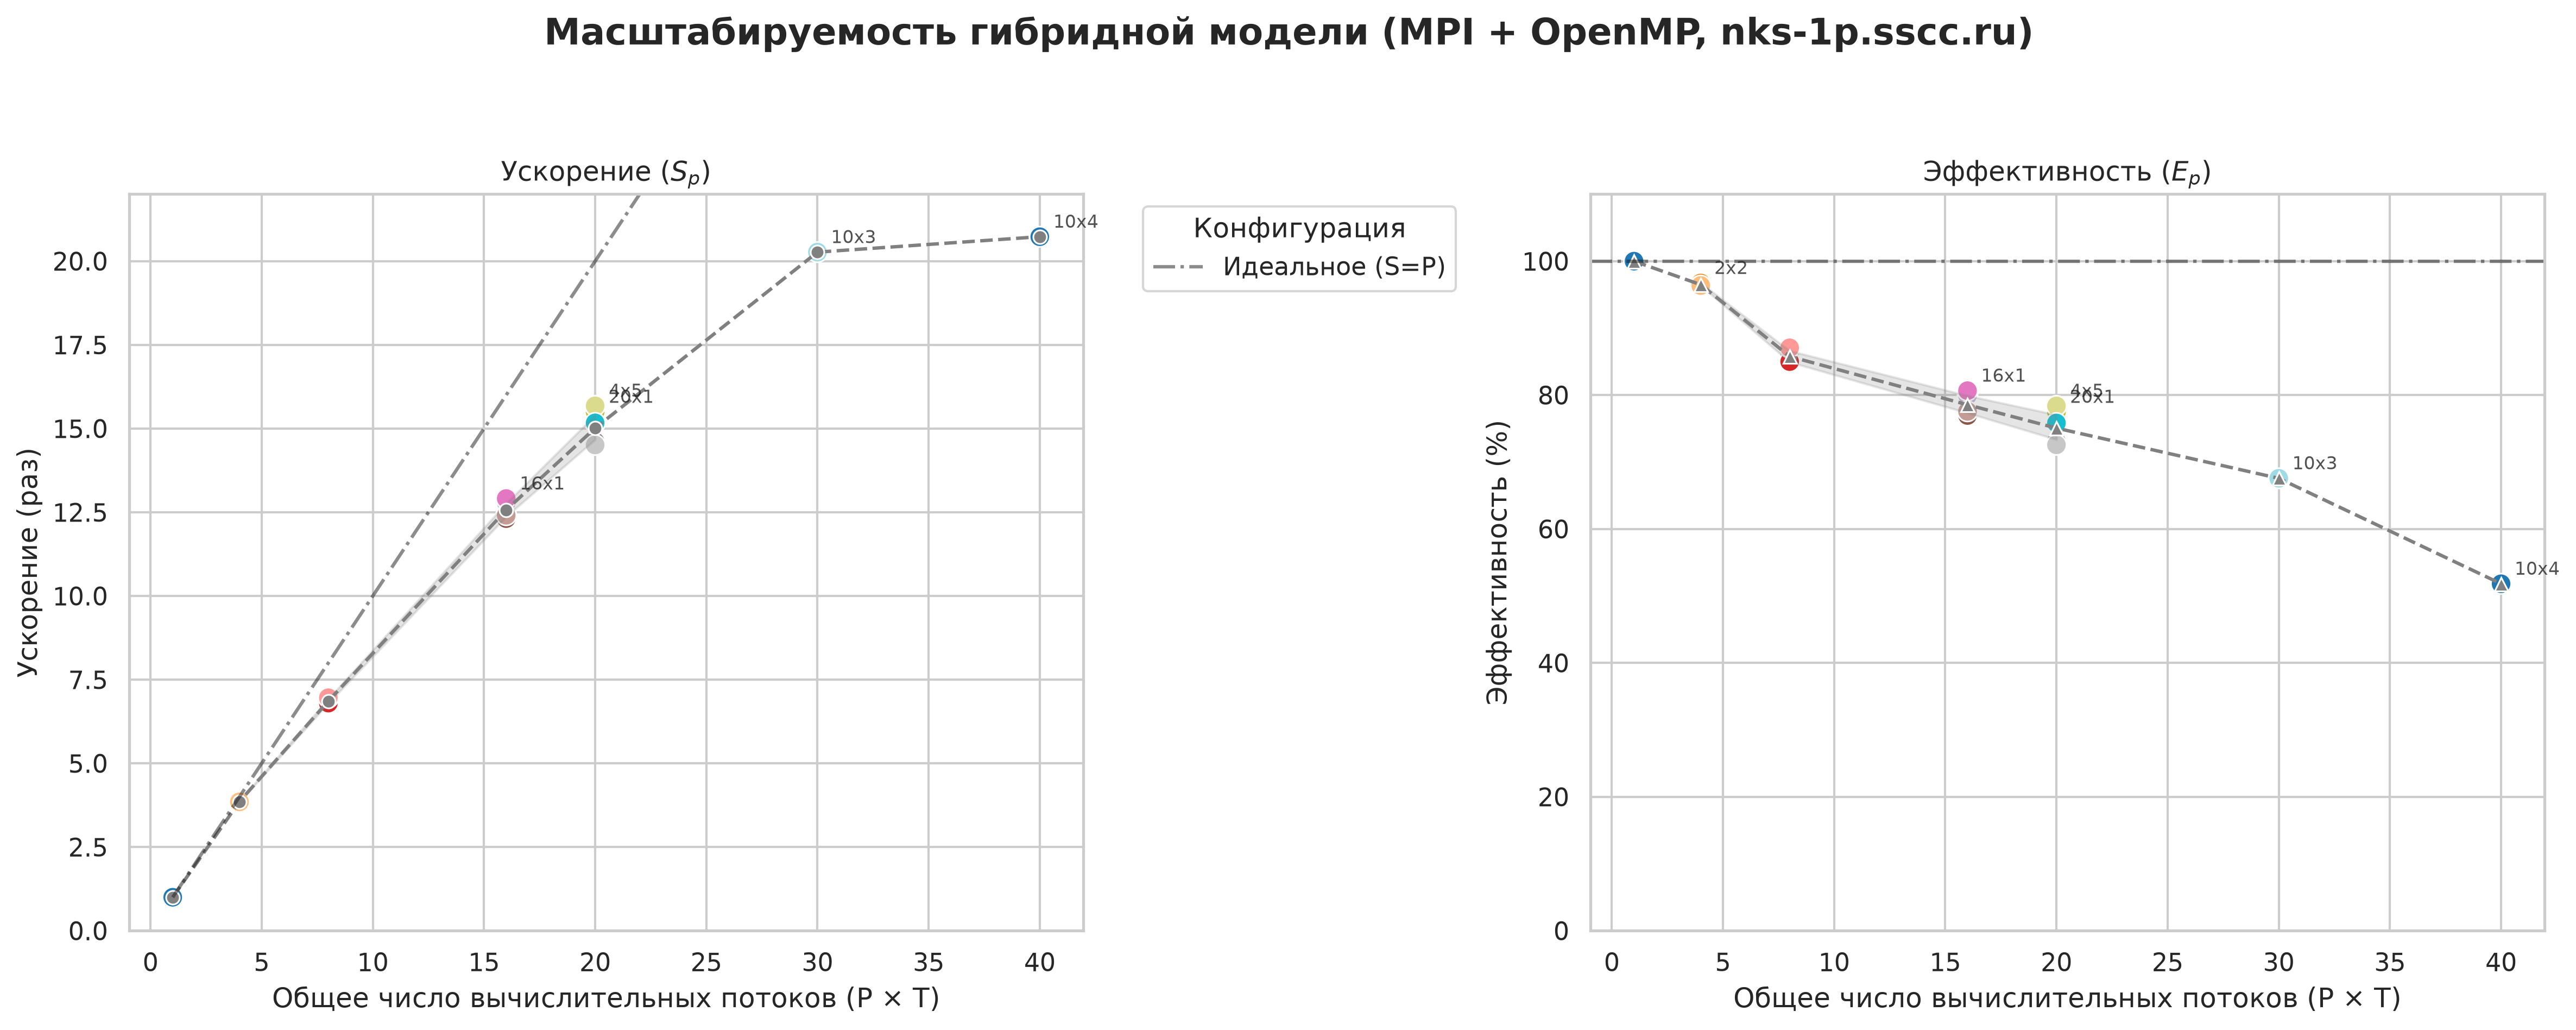 Масштабируемость гибридной модели (MPI + OpenMP, nks-1p.sscc.ru)
Ускорение (Sₚ)
Ускорение (раз)
20.0
17.5
15.0
12.5
10.0
7.5
5.0
2.5
0.0
0 5 10 15 20 25 30 35 40
Общее число вычислительных потоков (P × T)
16x1
4x5
20x1
10x3
10x4
Конфигурация
Идеальное (S=P)
Эффективность (Eₚ)
Эффективность (%)
100
80
60
40
20
0
0 5 10 15 20 25 30 35 40
Общее число вычислительных потоков (P × T)
2x2
16x1
4x5
20x1
10x3
10x4